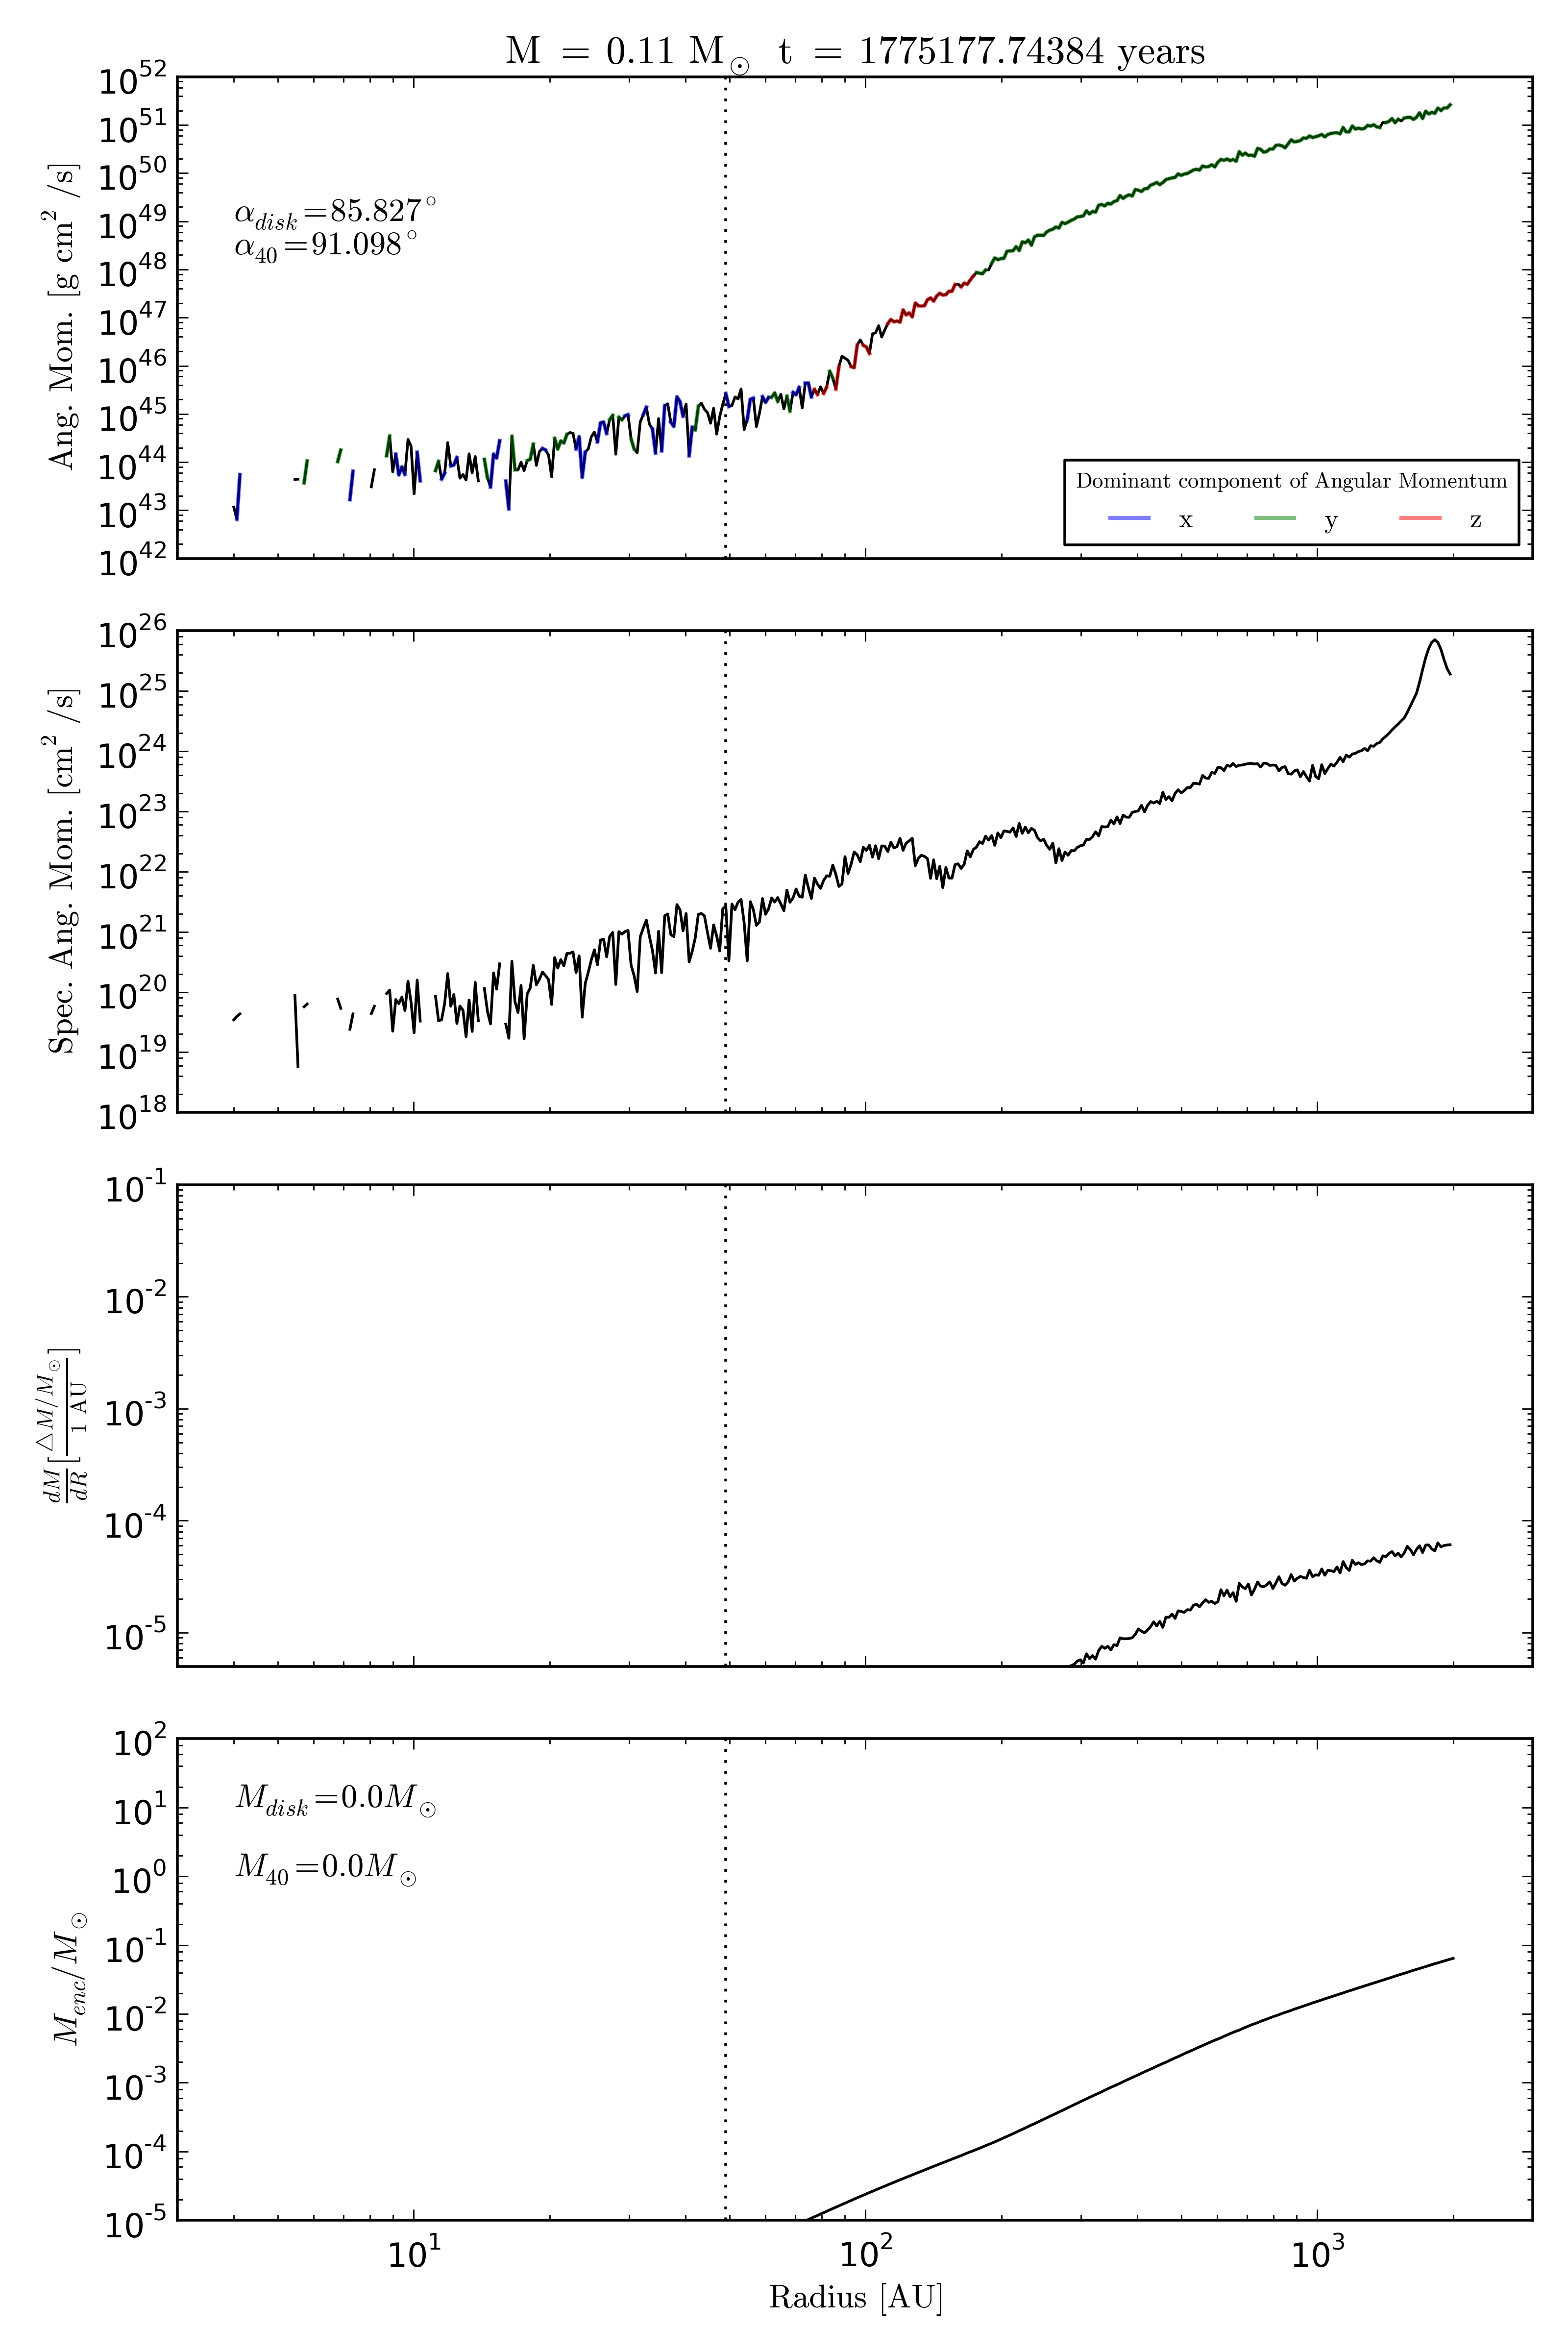 M = 0.11 M⊙ t = 1775177.74384 years
10^52
10^51
10^50
10^49
10^48
10^47
10^46
10^45
10^44
10^43
10^42
Ang. Mom. [g cm^2 /s]
α_disk=85.827°
α_40=91.098°
Dominant component of Angular Momentum
x y z
10^26
10^25
10^24
10^23
10^22
10^21
10^20
10^19
10^18
Spec. Ang. Mom. [cm^2 /s]
10^-1
10^-2
10^-3
10^-4
10^-5
dM/dR [△M/M⊙ / 1 AU]
10^2
10^1
10^0
10^-1
10^-2
10^-3
10^-4
10^-5
M_enc/M⊙
M_disk=0.0M⊙
M_40=0.0M⊙
10^1 10^2 10^3
Radius [AU]